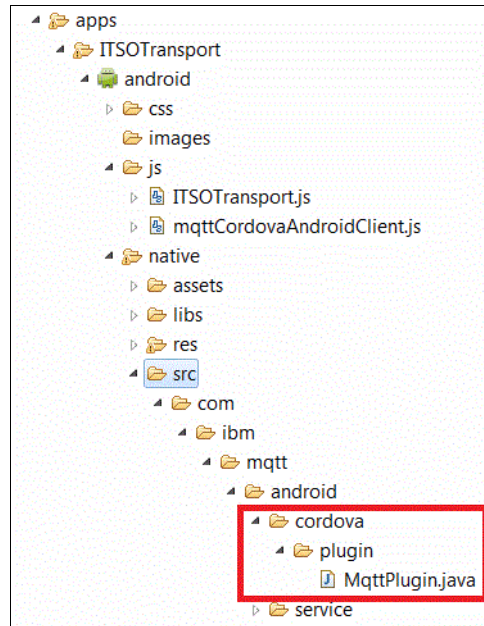 apps
ITSOTransport
android
css
images
js
ITSOTransport.js
mqttCordovaAndroidClient.js
native
assets
libs
res
src
com
ibm
mqtt
android
cordova
plugin
MqttPlugin.java
service